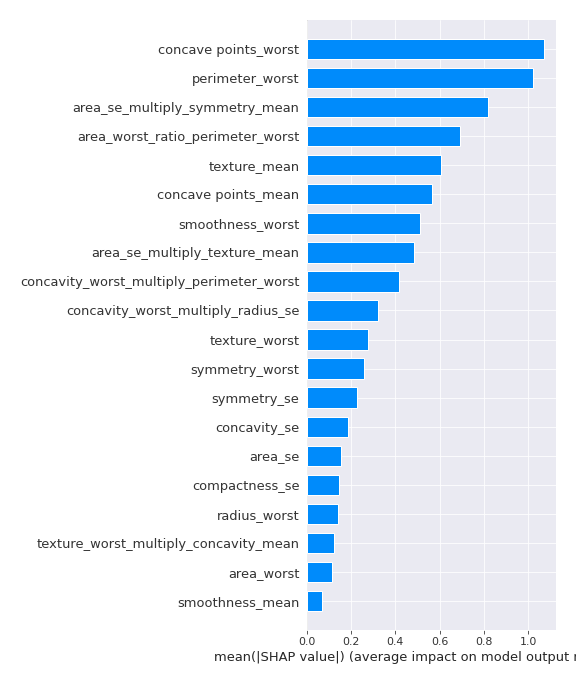 concave points_worst
perimeter_worst
area_se_multiply_symmetry_mean
area_worst_ratio_perimeter_worst
texture_mean
concave points_mean
smoothness_worst
area_se_multiply_texture_mean
concavity_worst_multiply_perimeter_worst
concavity_worst_multiply_radius_se
texture_worst
symmetry_worst
symmetry_se
concavity_se
area_se
compactness_se
radius_worst
texture_worst_multiply_concavity_mean
area_worst
smoothness_mean
0.0 0.2 0.4 0.6 0.8 1.0
mean(|SHAP value|) (average impact on model output